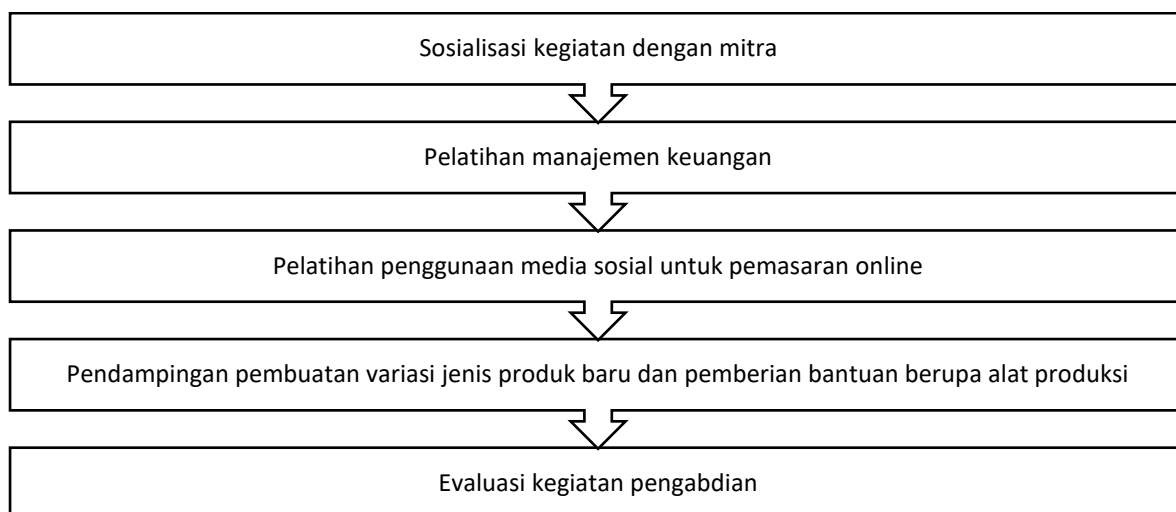 Sosialisasi kegiatan dengan mitra
Pelatihan manajemen keuangan
Pelatihan penggunaan media sosial untuk pemasaran online
Pendampingan pembuatan variasi jenis produk baru dan pemberian bantuan berupa alat produksi
Evaluasi kegiatan pengabdian